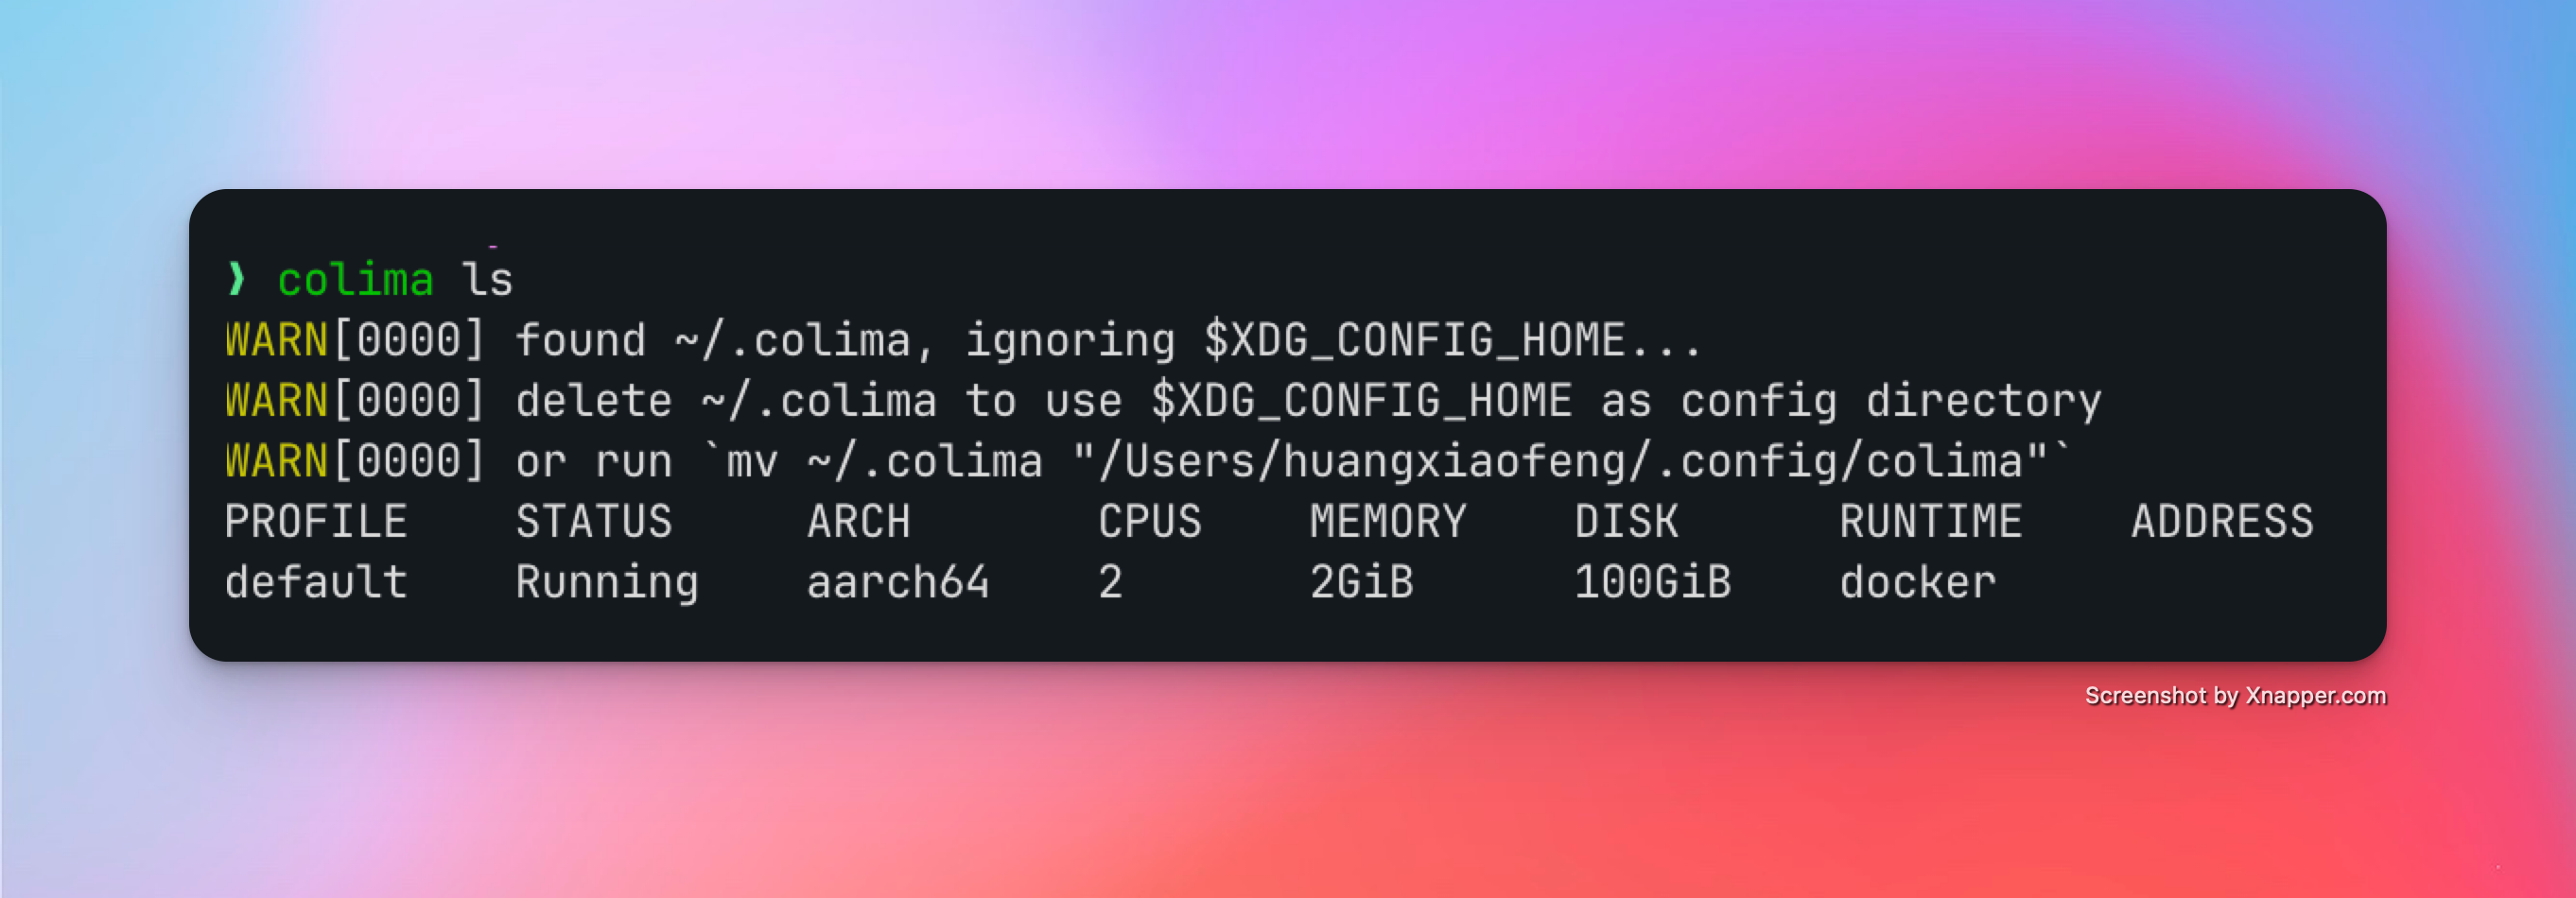 ❯ colima ls
WARN[0000] found ~/.colima, ignoring $XDG_CONFIG_HOME...
WARN[0000] delete ~/.colima to use $XDG_CONFIG_HOME as config directory
WARN[0000] or run `mv ~/.colima "/Users/huangxiaofeng/.config/colima"`
PROFILE    STATUS     ARCH       CPUS    MEMORY    DISK      RUNTIME    ADDRESS
default    Running    aarch64    2       2GiB      100GiB    docker
Screenshot by Xnapper.com